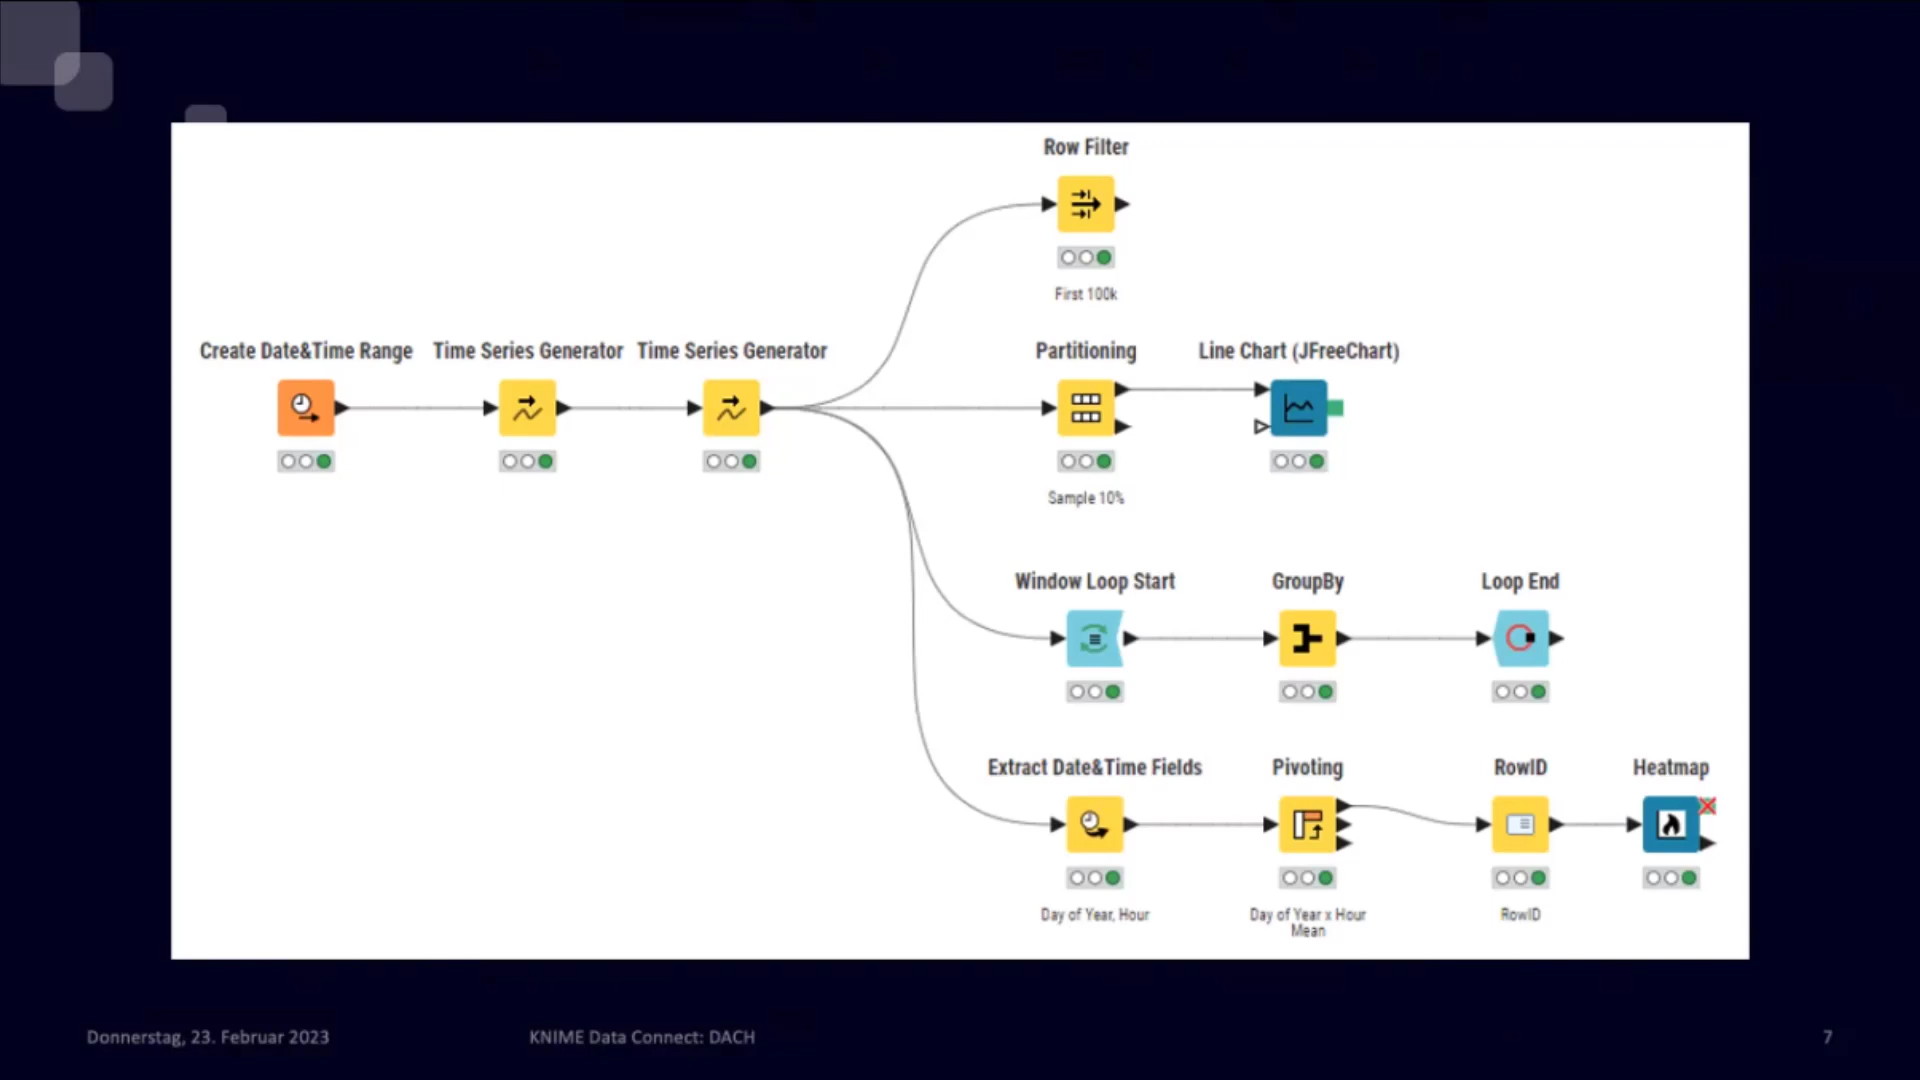 Row Filter
First 100k
Create Date&Time Range
Time Series Generator
Time Series Generator
Partitioning
Line Chart (JFreeChart)
Sample 10%
Window Loop Start
GroupBy
Loop End
Extract Date&Time Fields
Pivoting
RowID
Heatmap
Day of Year, Hour
Day of Year x Hour
Mean
RowID
Donnerstag, 23. Februar 2023
KNIME Data Connect: DACH
7